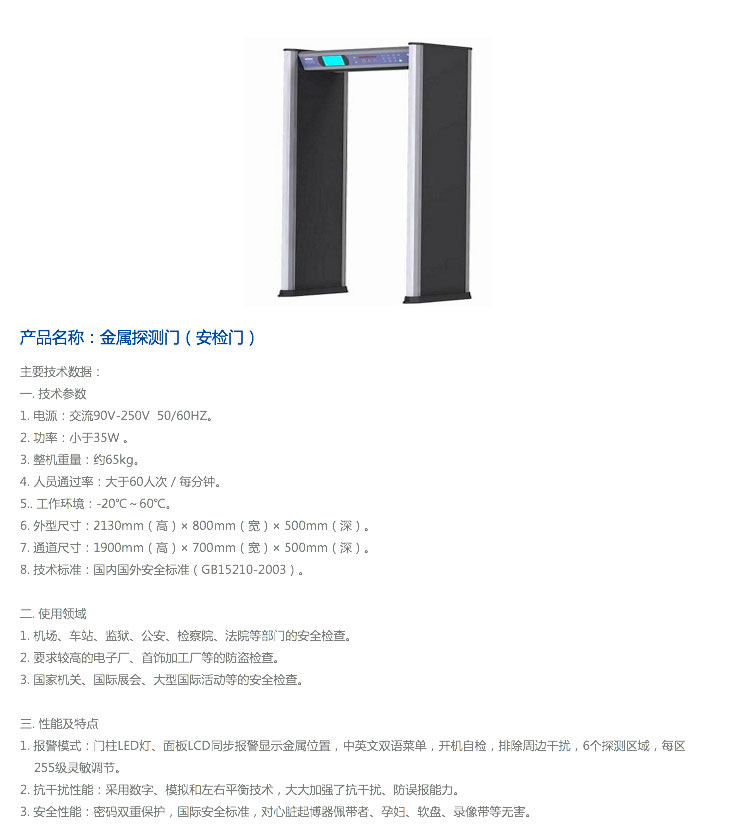 产品名称：金属探测门（安检门）
主要技术数据：
一. 技术参数
1. 电源：交流90V-250V  50/60HZ。
2. 功率：小于35W 。
3. 整机重量：约65kg。
4. 人员通过率：大于60人次 / 每分钟。
5.. 工作环境：-20℃～60℃。
6. 外型尺寸：2130mm（高）× 800mm（宽）× 500mm（深）。
7. 通道尺寸：1900mm（高）× 700mm（宽）× 500mm（深）。
8. 技术标准：国内国外安全标准（GB15210-2003）。
二. 使用领域
1. 机场、车站、监狱、公安、检察院、法院等部门的安全检查。
2. 要求较高的电子厂、首饰加工厂等的防盗检查。
3. 国家机关、国际展会、大型国际活动等的安全检查。
三. 性能及特点
1. 报警模式：门柱LED灯、面板LCD同步报警显示金属位置，中英文双语菜单，开机自检，排除周边干扰，6个探测区域，每区
255级灵敏调节。
2. 抗干扰性能：采用数字、模拟和左右平衡技术，大大加强了抗干扰、防误报能力。
3. 安全性能：密码双重保护，国际安全标准，对心脏起博器佩带者、孕妇、软盘、录像带等无害。